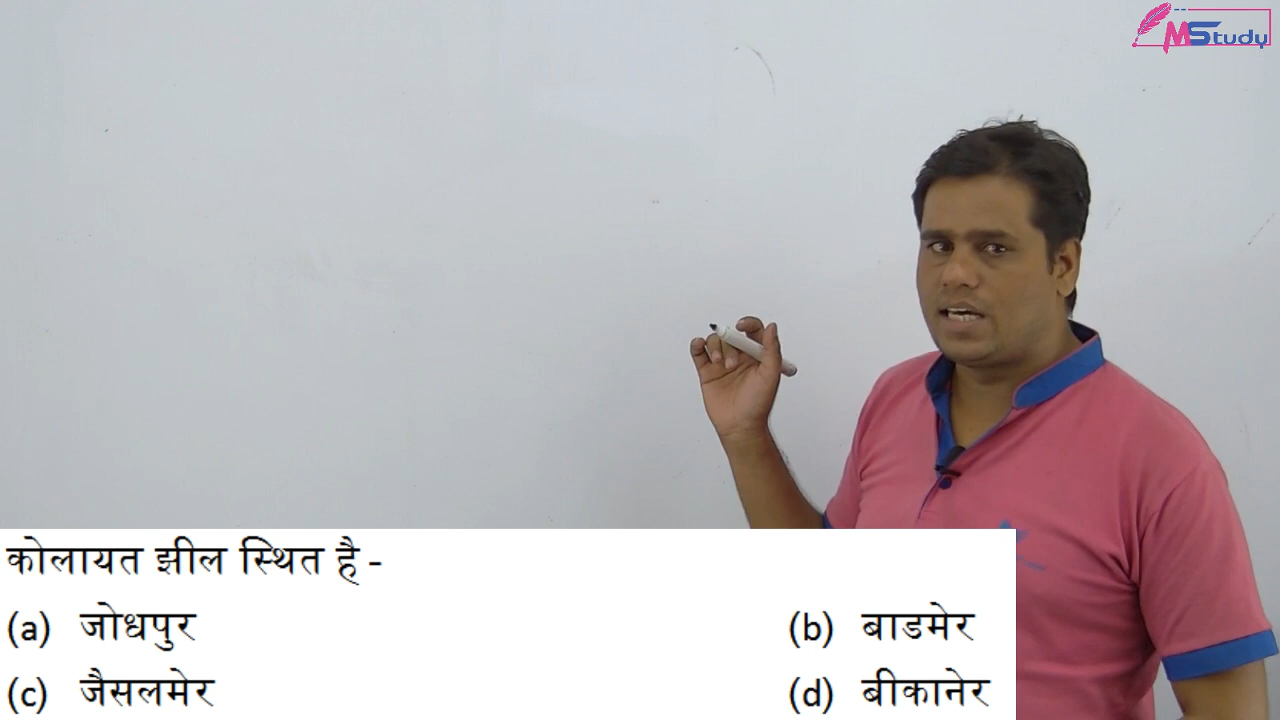 MStudy
कोलायत झील स्थित है -
(a) जोधपुर (b) बाडमेर
(c) जैसलमेर (d) बीकानेर